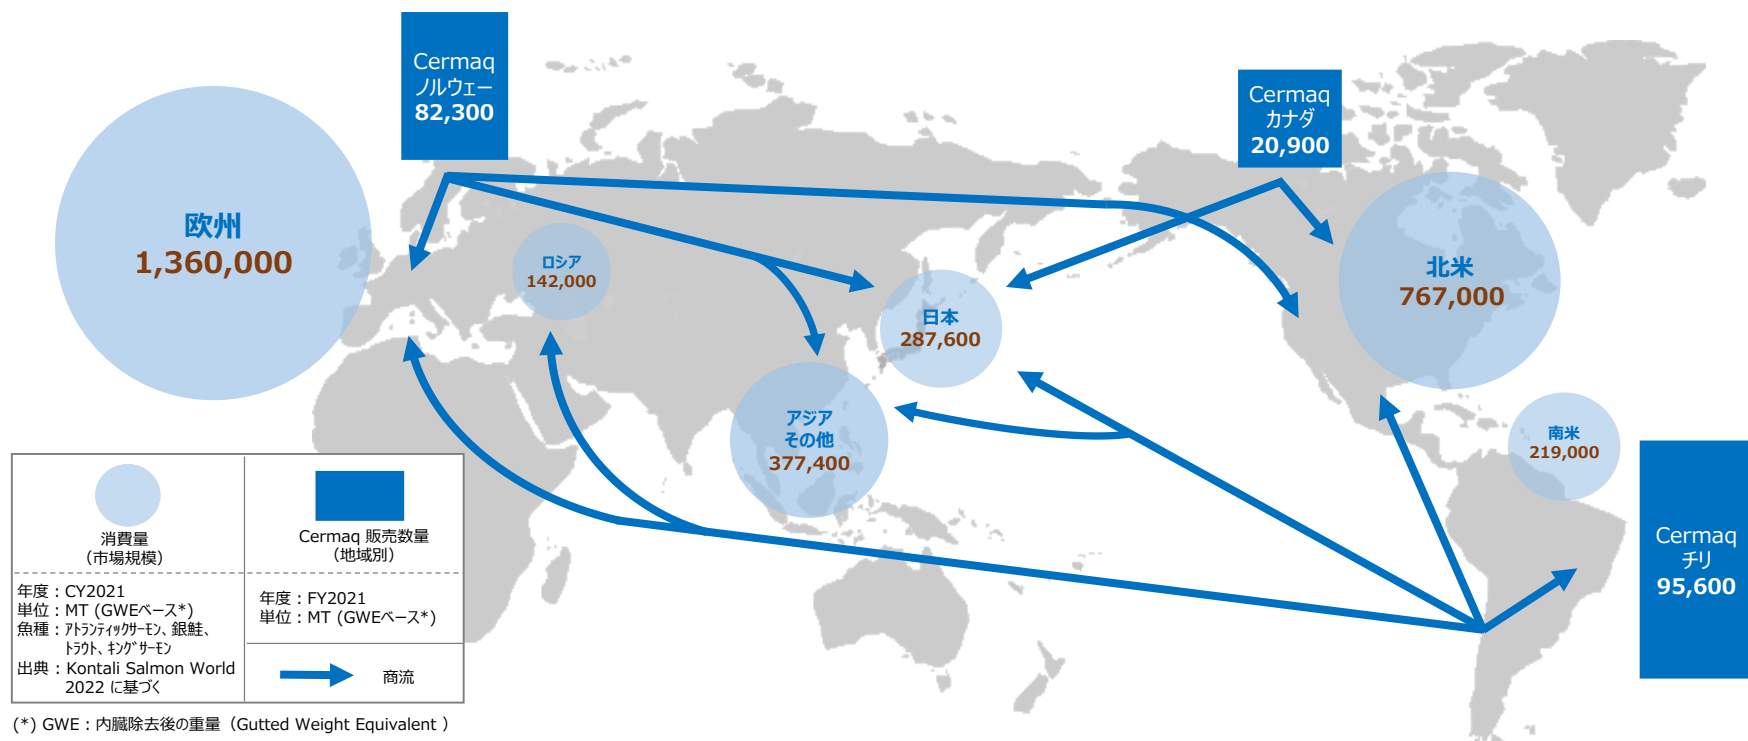 Cermaq
ノルウェー
82,300
Cermaq
カナダ
20,900
欧州
1,360,000
ロシア
142,000
北米
767,000
日本
287,600
アジア
その他
377,400
南米
219,000
Cermaq
チリ
95,600
消費量
（市場規模）
Cermaq 販売数量
（地域別）
年度：CY2021
単位：MT (GWEベース*)
魚種：ｱﾄﾗﾝﾃｨｯｸｻｰﾓﾝ、銀鮭、
ﾄﾗｳﾄ、ｷﾝｸﾞｻｰﾓﾝ
出典：Kontali Salmon World
2022 に基づく
年度：FY2021
単位：MT (GWEベース*)
商流
(*) GWE：内臓除去後の重量（Gutted Weight Equivalent ）